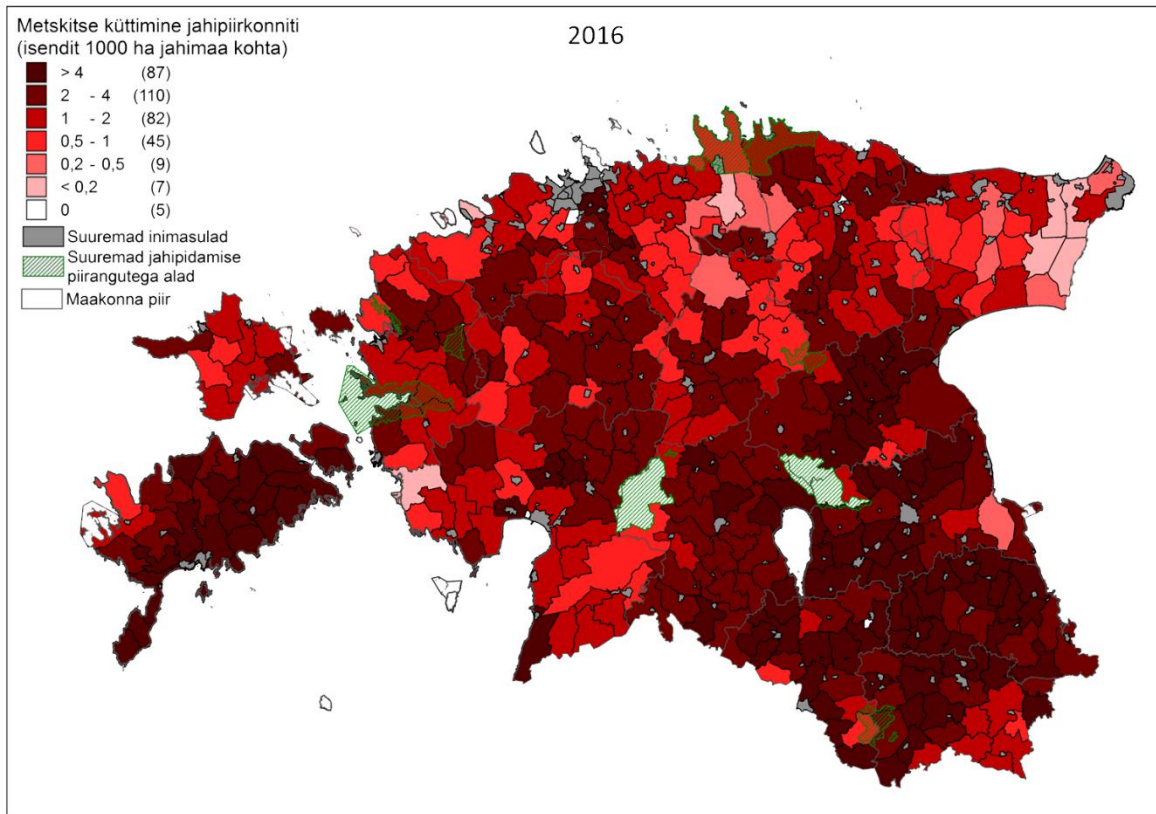 Metskitse küttimine jahipiirkonniti
(isendit 1000 ha jahimaa kohta)
2016
> 4 (87)
2 - 4 (110)
1 - 2 (82)
0,5 - 1 (45)
0,2 - 0,5 (9)
< 0,2 (7)
0 (5)
Suuremad inimasulad
Suuremad jahipidamise
piirangutega alad
Maakonna piir